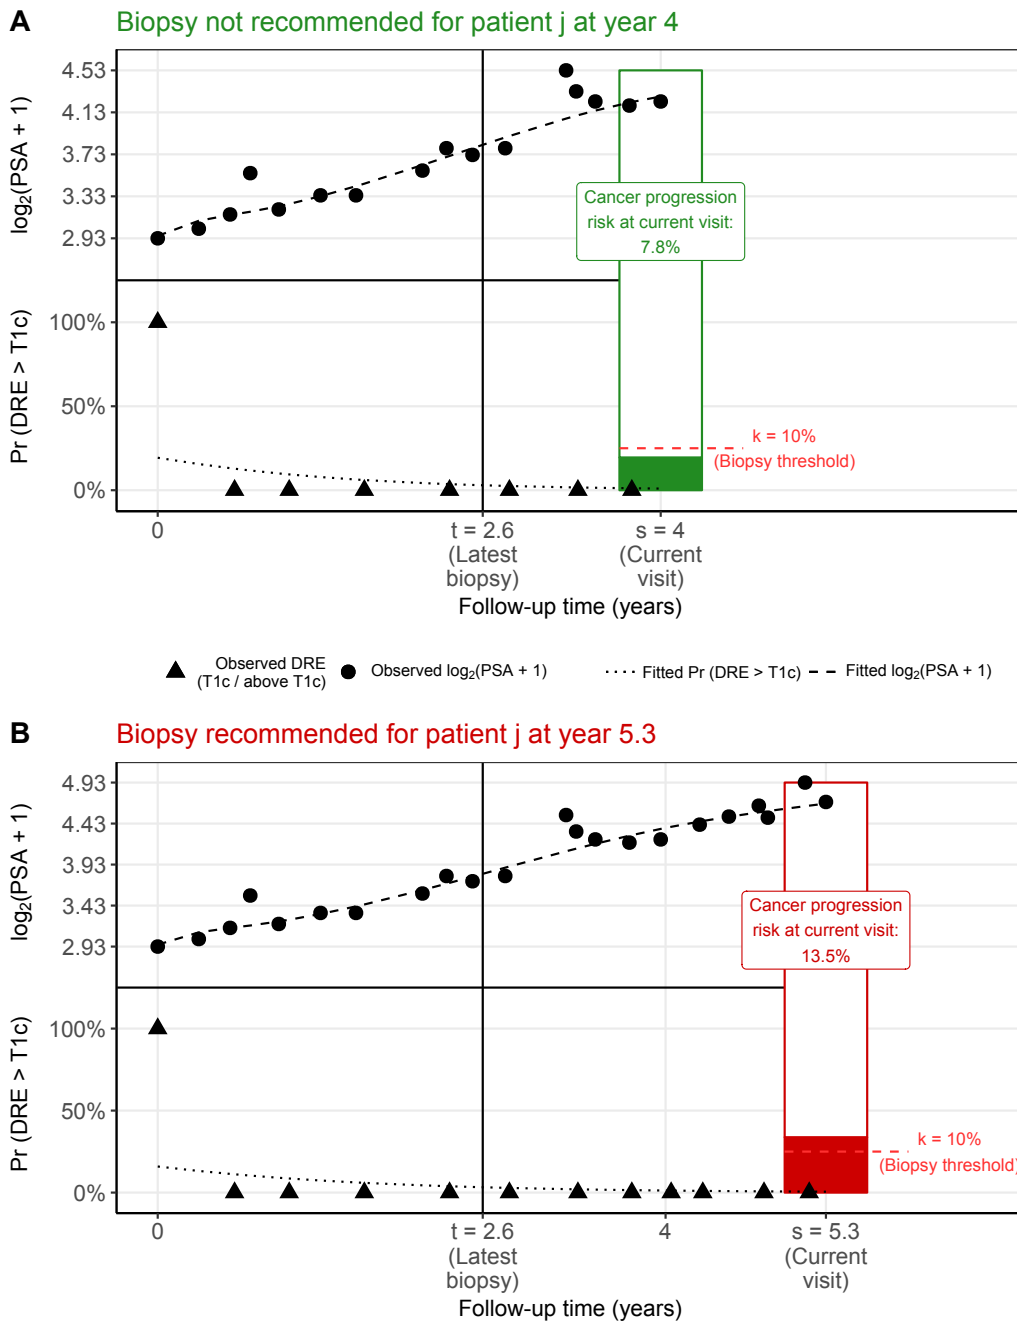 A
Biopsy not recommended for patient j at year 4
log₂(PSA + 1)
4.53
4.13
3.73
3.33
2.93
Cancer progression
risk at current visit:
7.8%
Pr (DRE > T1c)
100%
50%
0%
k = 10%
(Biopsy threshold)
0
t = 2.6
(Latest
biopsy)
s = 4
(Current
visit)
Follow-up time (years)
Observed DRE
(T1c / above T1c)
Observed log₂(PSA + 1)
Fitted Pr (DRE > T1c)
Fitted log₂(PSA + 1)
B
Biopsy recommended for patient j at year 5.3
log₂(PSA + 1)
4.93
4.43
3.93
3.43
2.93
Cancer progression
risk at current visit:
13.5%
Pr (DRE > T1c)
100%
50%
0%
k = 10%
(Biopsy threshold)
0
t = 2.6
(Latest
biopsy)
4
s = 5.3
(Current
visit)
Follow-up time (years)